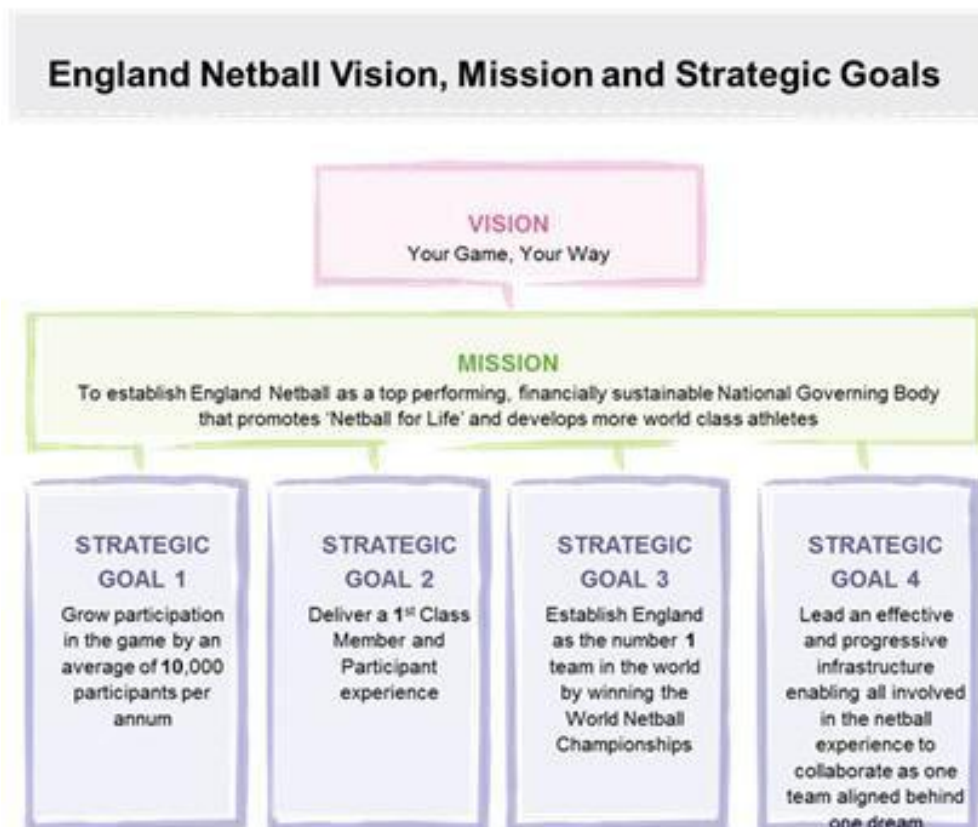 England Netball Vision, Mission and Strategic Goals
VISION
Your Game, Your Way
MISSION
To establish England Netball as a top performing, financially sustainable National Governing Body
that promotes ‘Netball for Life’ and develops more world class athletes
STRATEGIC
GOAL 1
Grow participation
in the game by an
average of 10,000
participants per
annum
STRATEGIC
GOAL 2
Deliver a 1st Class
Member and
Participant
experience
STRATEGIC
GOAL 3
Establish England
as the number 1
team in the world
by winning the
World Netball
Championships
STRATEGIC
GOAL 4
Lead an effective
and progressive
infrastructure
enabling all involved
in the netball
experience to
collaborate as one
team aligned behind
one dream